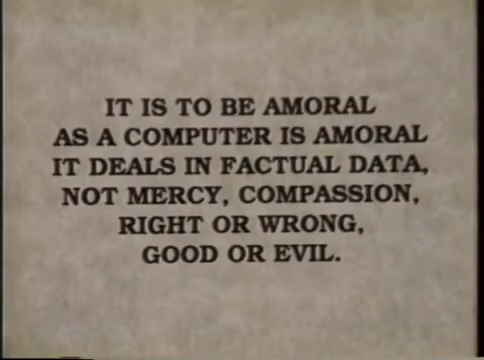 IT IS TO BE AMORAL
AS A COMPUTER IS AMORAL
IT DEALS IN FACTUAL DATA,
NOT MERCY, COMPASSION,
RIGHT OR WRONG,
GOOD OR EVIL.